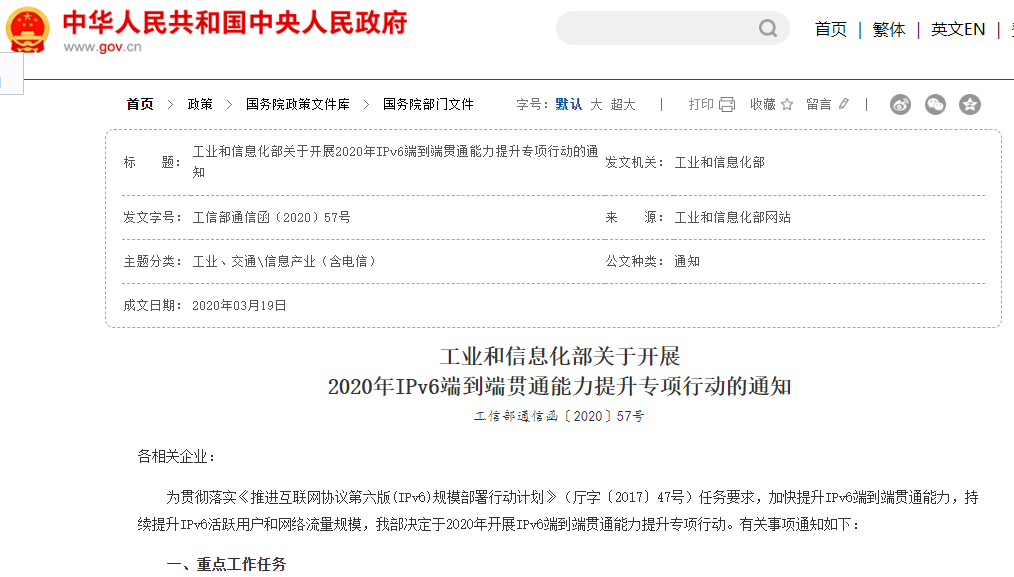 中华人民共和国中央人民政府
www.gov.cn
首页 | 繁体 | 英文EN |
首页 > 政策 > 国务院政策文件库 > 国务院部门文件
字号：默认 大 超大 | 打印 收藏 留言 |
标 题：工业和信息化部关于开展2020年IPv6端到端贯通能力提升专项行动的通
知
发文机关：工业和信息化部
发文字号：工信部通信函（2020）57号
来 源：工业和信息化部网站
主题分类：工业、交通\信息产业（含电信）
公文种类：通知
成文日期：2020年03月19日
工业和信息化部关于开展
2020年IPv6端到端贯通能力提升专项行动的通知
工信部通信函〔2020〕57号
各相关企业：
为贯彻落实《推进互联网协议第六版(IPv6)规模部署行动计划》（厅字〔2017〕47号）任务要求，加快提升IPv6端到端贯通能力，持
续提升IPv6活跃用户和网络流量规模，我部决定于2020年开展IPv6端到端贯通能力提升专项行动。有关事项通知如下：
一、重点工作任务